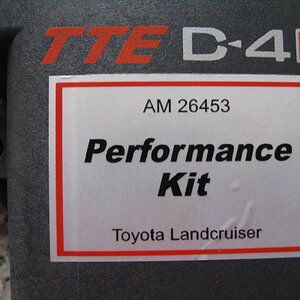 TTE D-4
AM 26453
Performance
Kit
Toyota Landcruiser